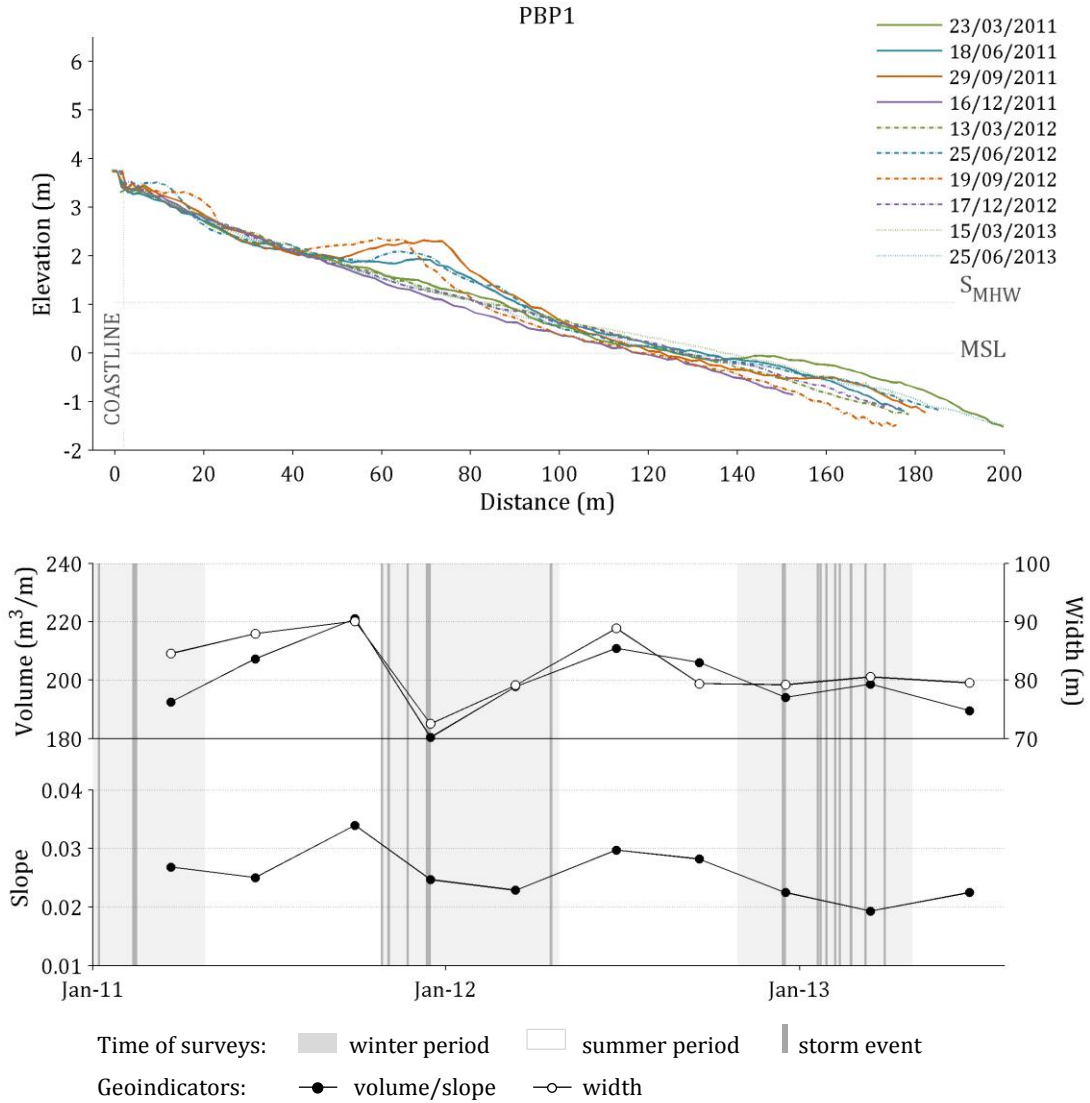 PBP1
23/03/2011
18/06/2011
29/09/2011
16/12/2011
13/03/2012
25/06/2012
19/09/2012
17/12/2012
15/03/2013
25/06/2013
6
5
4
3
2
1
0
-1
-2
Elevation (m)
COASTLINE
SMHW
MSL
0 20 40 60 80 100 120 140 160 180 200
Distance (m)
240
220
200
180
Volume (m³/m)
100
90
80
70
Width (m)
0.04
0.03
0.02
0.01
Slope
Jan-11 Jan-12 Jan-13
Time of surveys: winter period summer period storm event
Geoindicators: volume/slope width